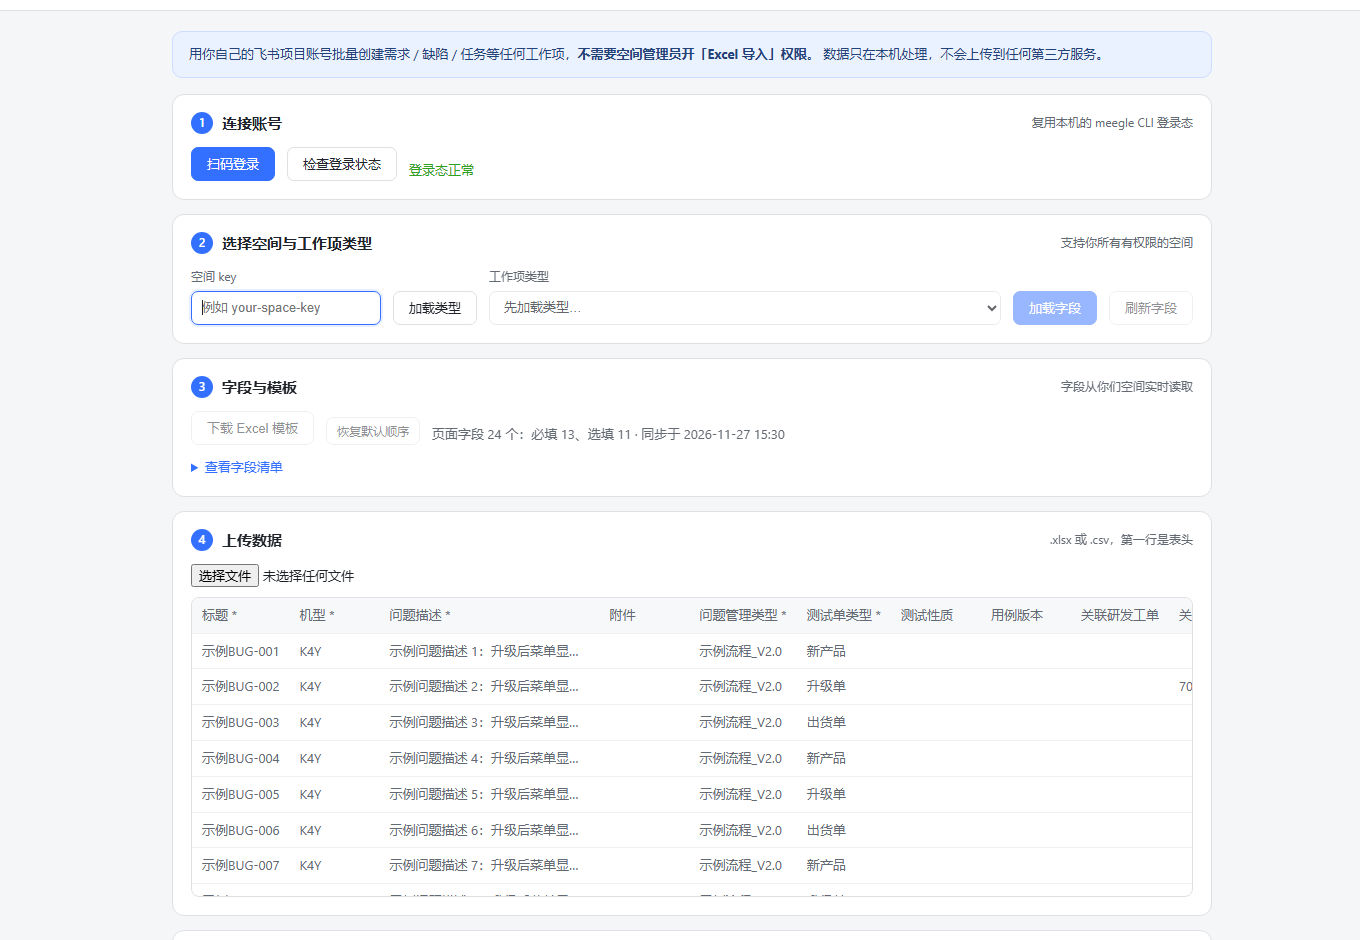 用你自己的飞书项目账号批量创建需求 / 缺陷 / 任务等任何工作项，不需要空间管理员开「Excel 导入」权限。 数据只在本机处理，不会上传到任何第三方服务。
1 连接账号 复用本机的 meegle CLI 登录态
扫码登录 检查登录状态 登录态正常
2 选择空间与工作项类型 支持你所有有权限的空间
空间 key 工作项类型
例如 your-space-key 加载类型 先加载类型... 加载字段 刷新字段
3 字段与模板 字段从你们空间实时读取
下载 Excel 模板 恢复默认顺序 页面字段 24 个：必填 13、选填 11 · 同步于 2026-11-27 15:30
▶ 查看字段清单
4 上传数据 .xlsx 或 .csv，第一行是表头
选择文件 未选择任何文件
标题 * 机型 * 问题描述 * 附件 问题管理类型 * 测试单类型 * 测试性质 用例版本 关联研发工单 关
示例BUG-001 K4Y 示例问题描述 1：升级后菜单显... 示例流程_V2.0 新产品
示例BUG-002 K4Y 示例问题描述 2：升级后菜单显... 示例流程_V2.0 升级单 70
示例BUG-003 K4Y 示例问题描述 3：升级后菜单显... 示例流程_V2.0 出货单
示例BUG-004 K4Y 示例问题描述 4：升级后菜单显... 示例流程_V2.0 新产品
示例BUG-005 K4Y 示例问题描述 5：升级后菜单显... 示例流程_V2.0 升级单
示例BUG-006 K4Y 示例问题描述 6：升级后菜单显... 示例流程_V2.0 出货单
示例BUG-007 K4Y 示例问题描述 7：升级后菜单显... 示例流程_V2.0 新产品